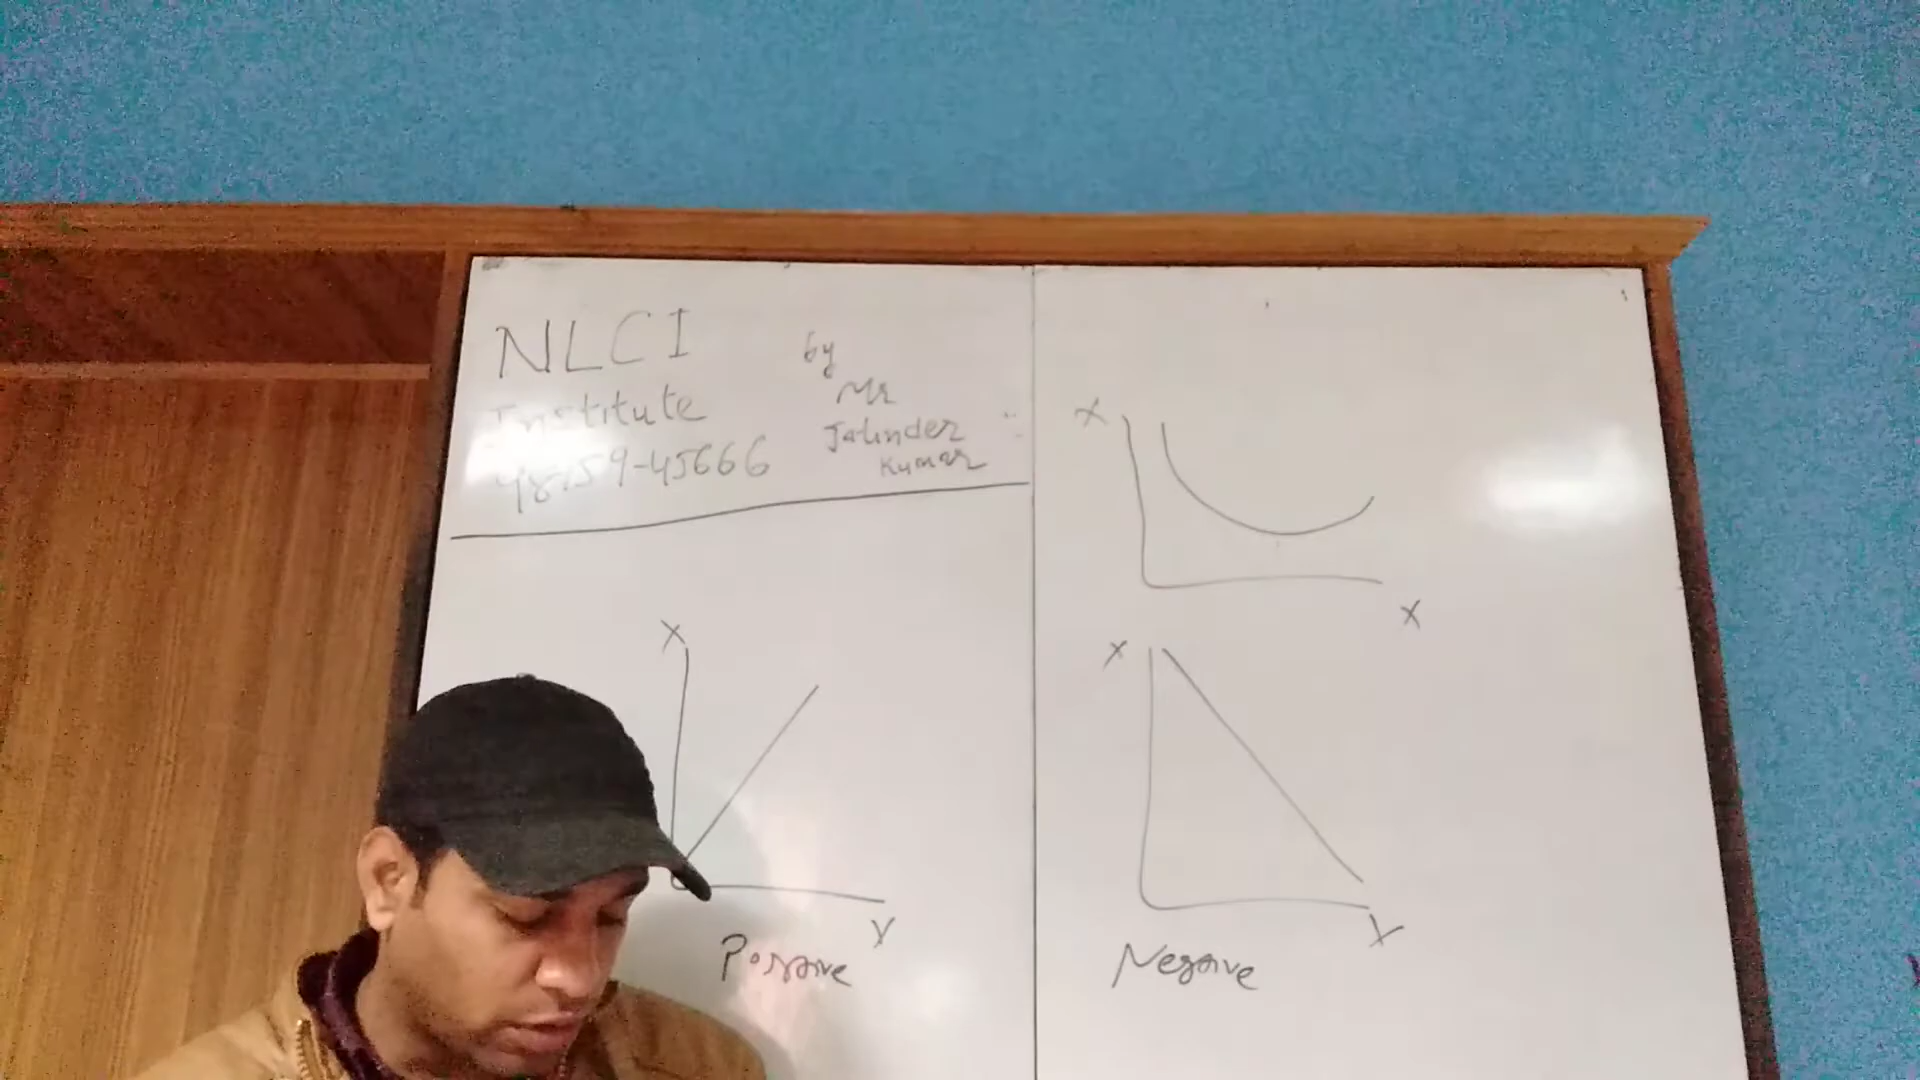 NLCI
Institute
98159-45666
by
Mr
Jatinder
Kumar
X
X
X
Y
Positive
X
Y
Negative